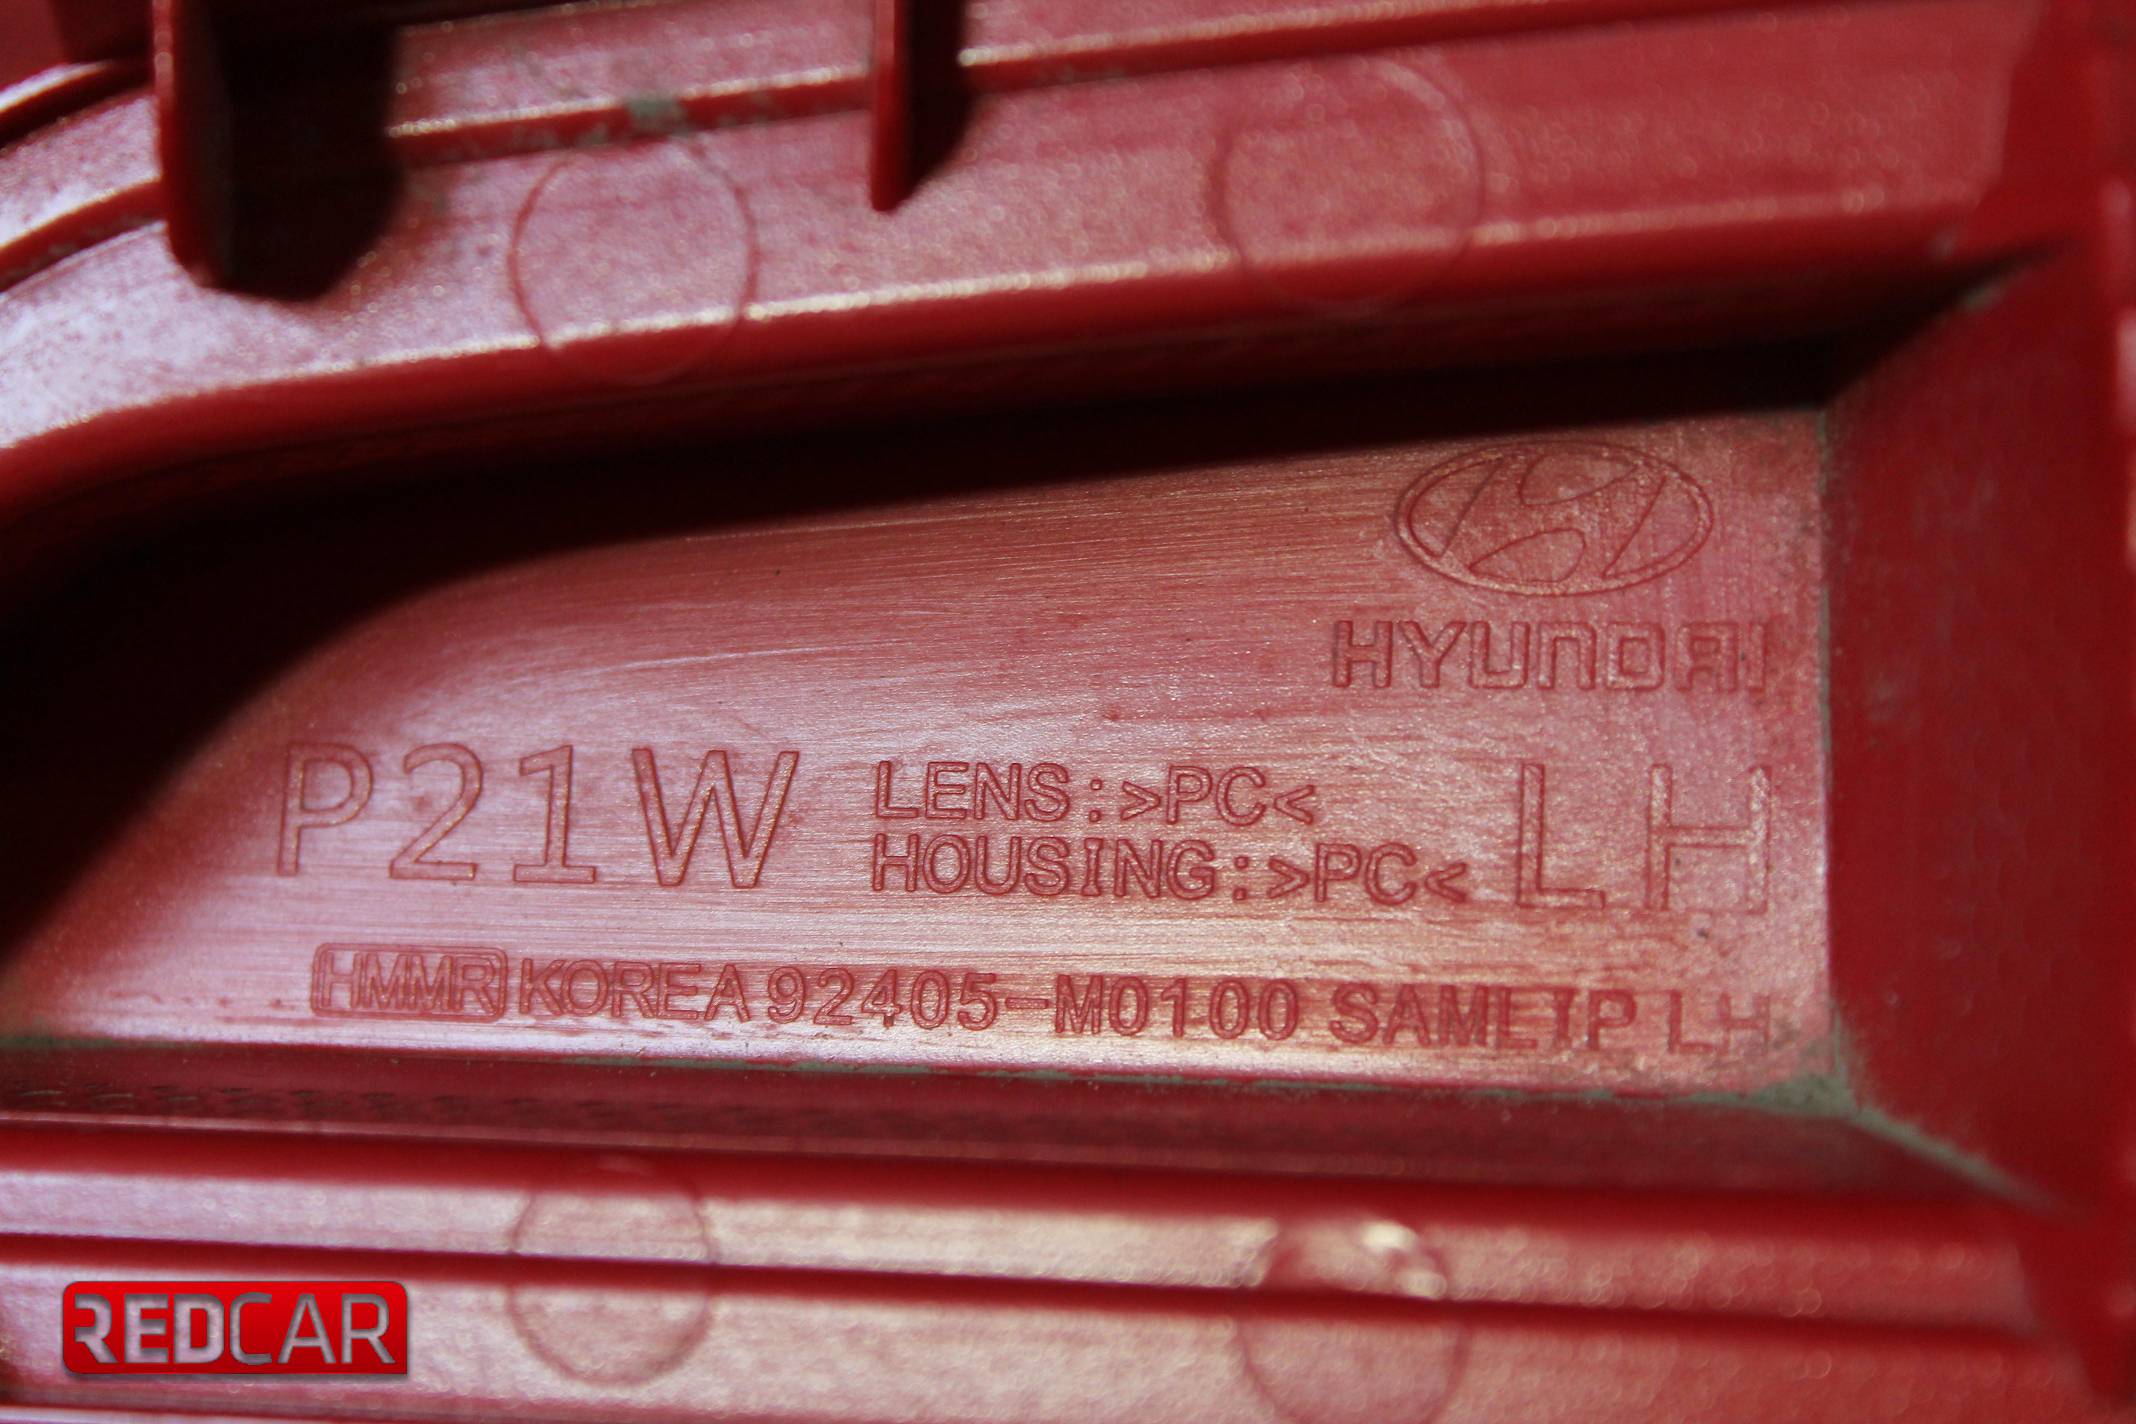 HYUNDAI
P21W
LENS:>PC<
HOUSING:>PC<
LH
HMMR KOREA 92405-M0100 SAMLIP LH
REDCAR